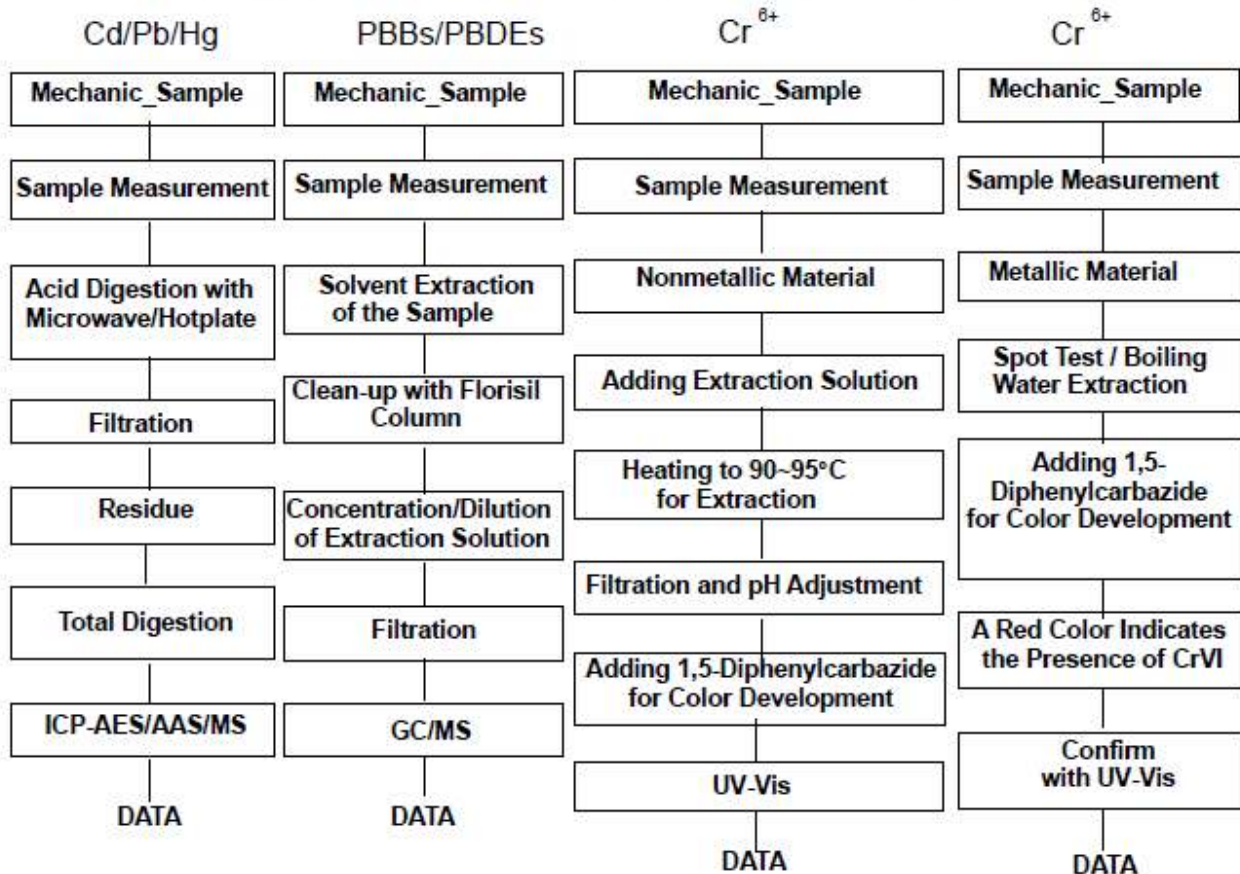 Cd/Pb/Hg
Mechanic_Sample
Sample Measurement
Acid Digestion with
Microwave/Hotplate
Filtration
Residue
Total Digestion
ICP-AES/AAS/MS
DATA
PBBs/PBDEs
Mechanic_Sample
Sample Measurement
Solvent Extraction
of the Sample
Clean-up with Florisil
Column
Concentration/Dilution
of Extraction Solution
Filtration
GC/MS
DATA
Cr 6+
Mechanic_Sample
Sample Measurement
Nonmetallic Material
Adding Extraction Solution
Heating to 90~95°C
for Extraction
Filtration and pH Adjustment
Adding 1,5-Diphenylcarbazide
for Color Development
UV-Vis
DATA
Cr 6+
Mechanic_Sample
Sample Measurement
Metallic Material
Spot Test / Boiling
Water Extraction
Adding 1,5-
Diphenylcarbazide
for Color Development
A Red Color Indicates
the Presence of CrVI
Confirm
with UV-Vis
DATA